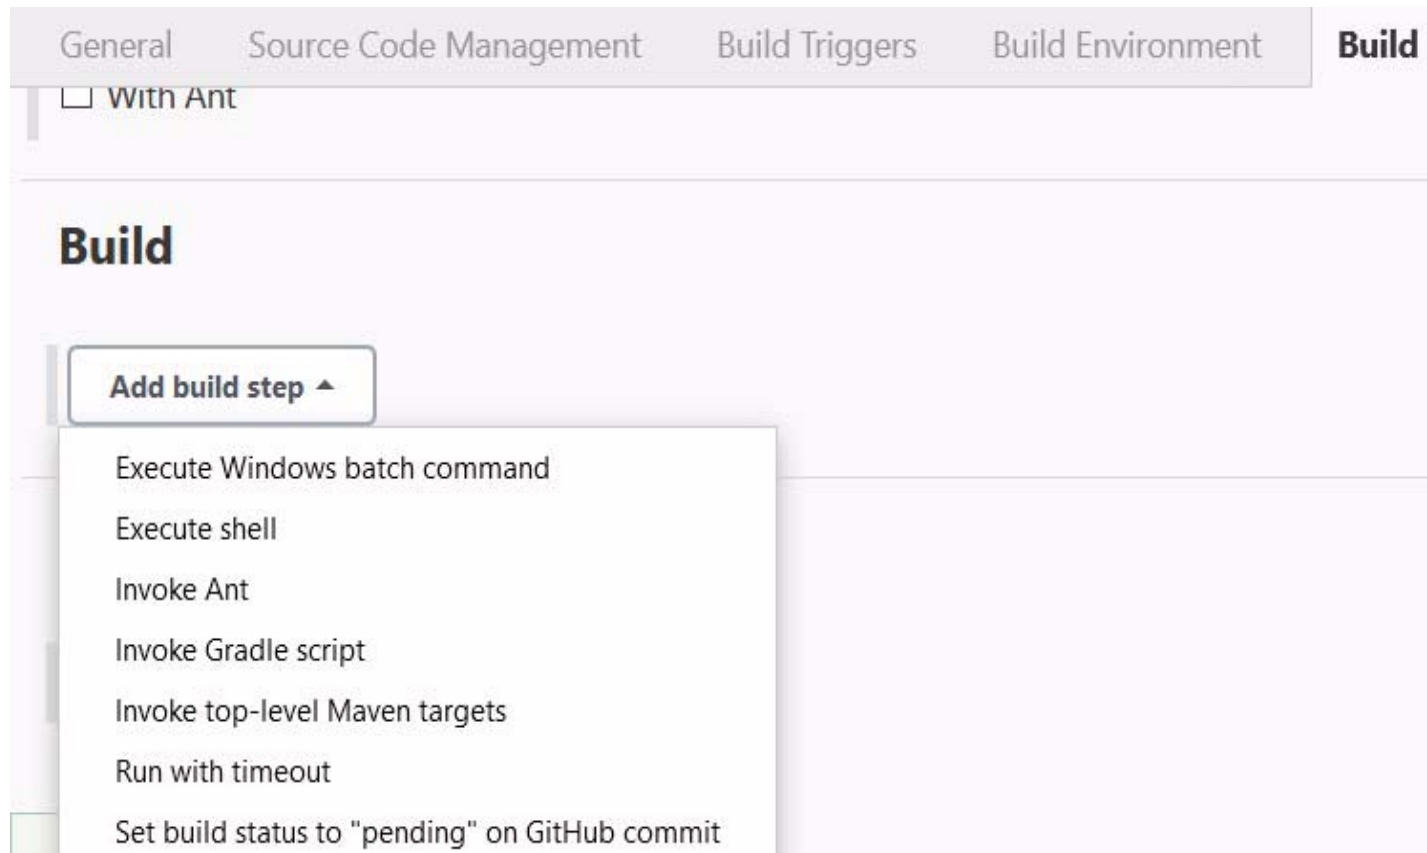 General Source Code Management Build Triggers Build Environment Build
With Ant
Build
Add build step
Execute Windows batch command
Execute shell
Invoke Ant
Invoke Gradle script
Invoke top-level Maven targets
Run with timeout
Set build status to "pending" on GitHub commit